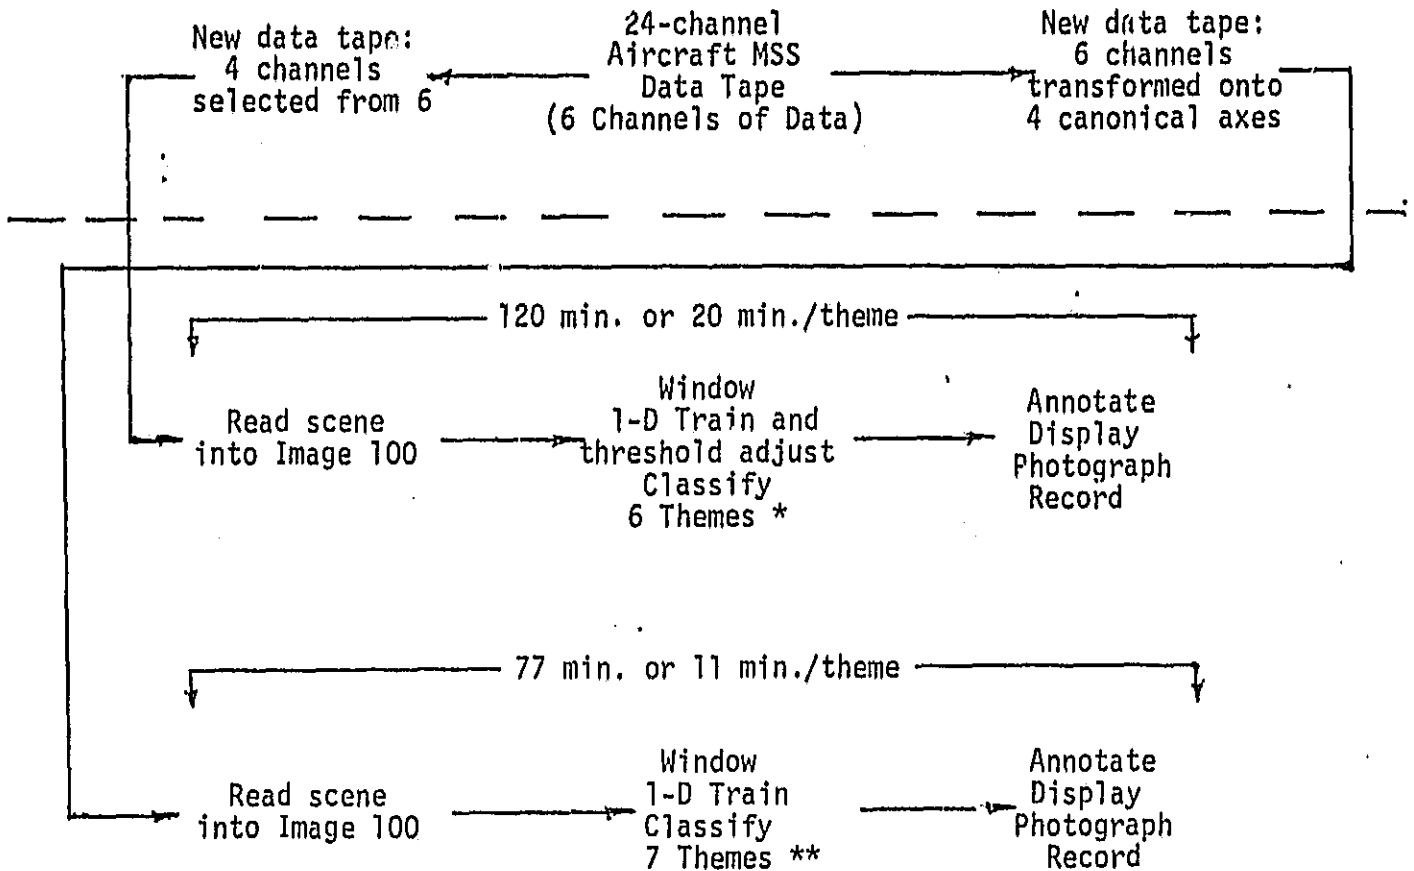 New data tape:
4 channels
selected from 6
24-channel
Aircraft MSS
Data Tape
(6 Channels of Data)
New data tape:
6 channels
transformed onto
4 canonical axes
120 min. or 20 min./theme
Read scene
into Image 100
Window
1-D Train and
threshold adjust
Classify
6 Themes *
Annotate
Display
Photograph
Record
77 min. or 11 min./theme
Read scene
into Image 100
Window
1-D Train
Classify
7 Themes **
Annotate
Display
Photograph
Record